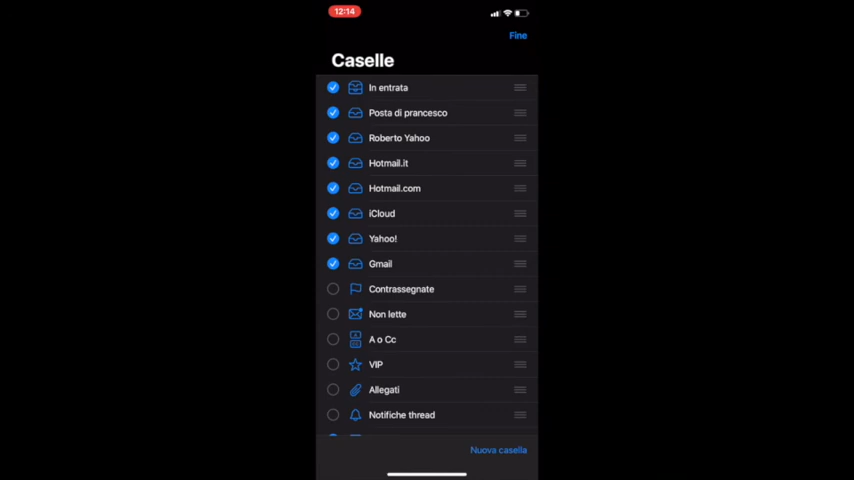 12:14
Fine
Caselle
In entrata
Posta di prancesco
Roberto Yahoo
Hotmail.it
Hotmail.com
iCloud
Yahoo!
Gmail
Contrassegnate
Non lette
A o Cc
VIP
Allegati
Notifiche thread
Nuova casella